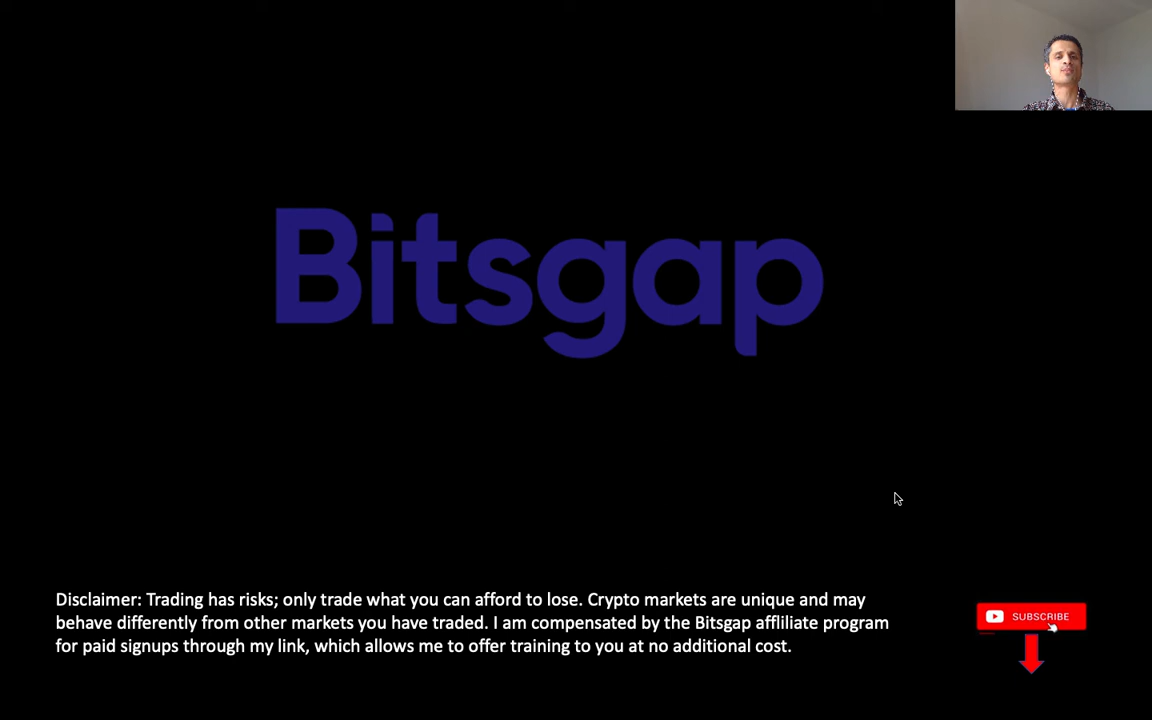 Bitsgap
Disclaimer: Trading has risks; only trade what you can afford to lose. Crypto markets are unique and may
behave differently from other markets you have traded. I am compensated by the Bitsgap affliliate program
for paid signups through my link, which allows me to offer training to you at no additional cost.
SUBSCRIBE